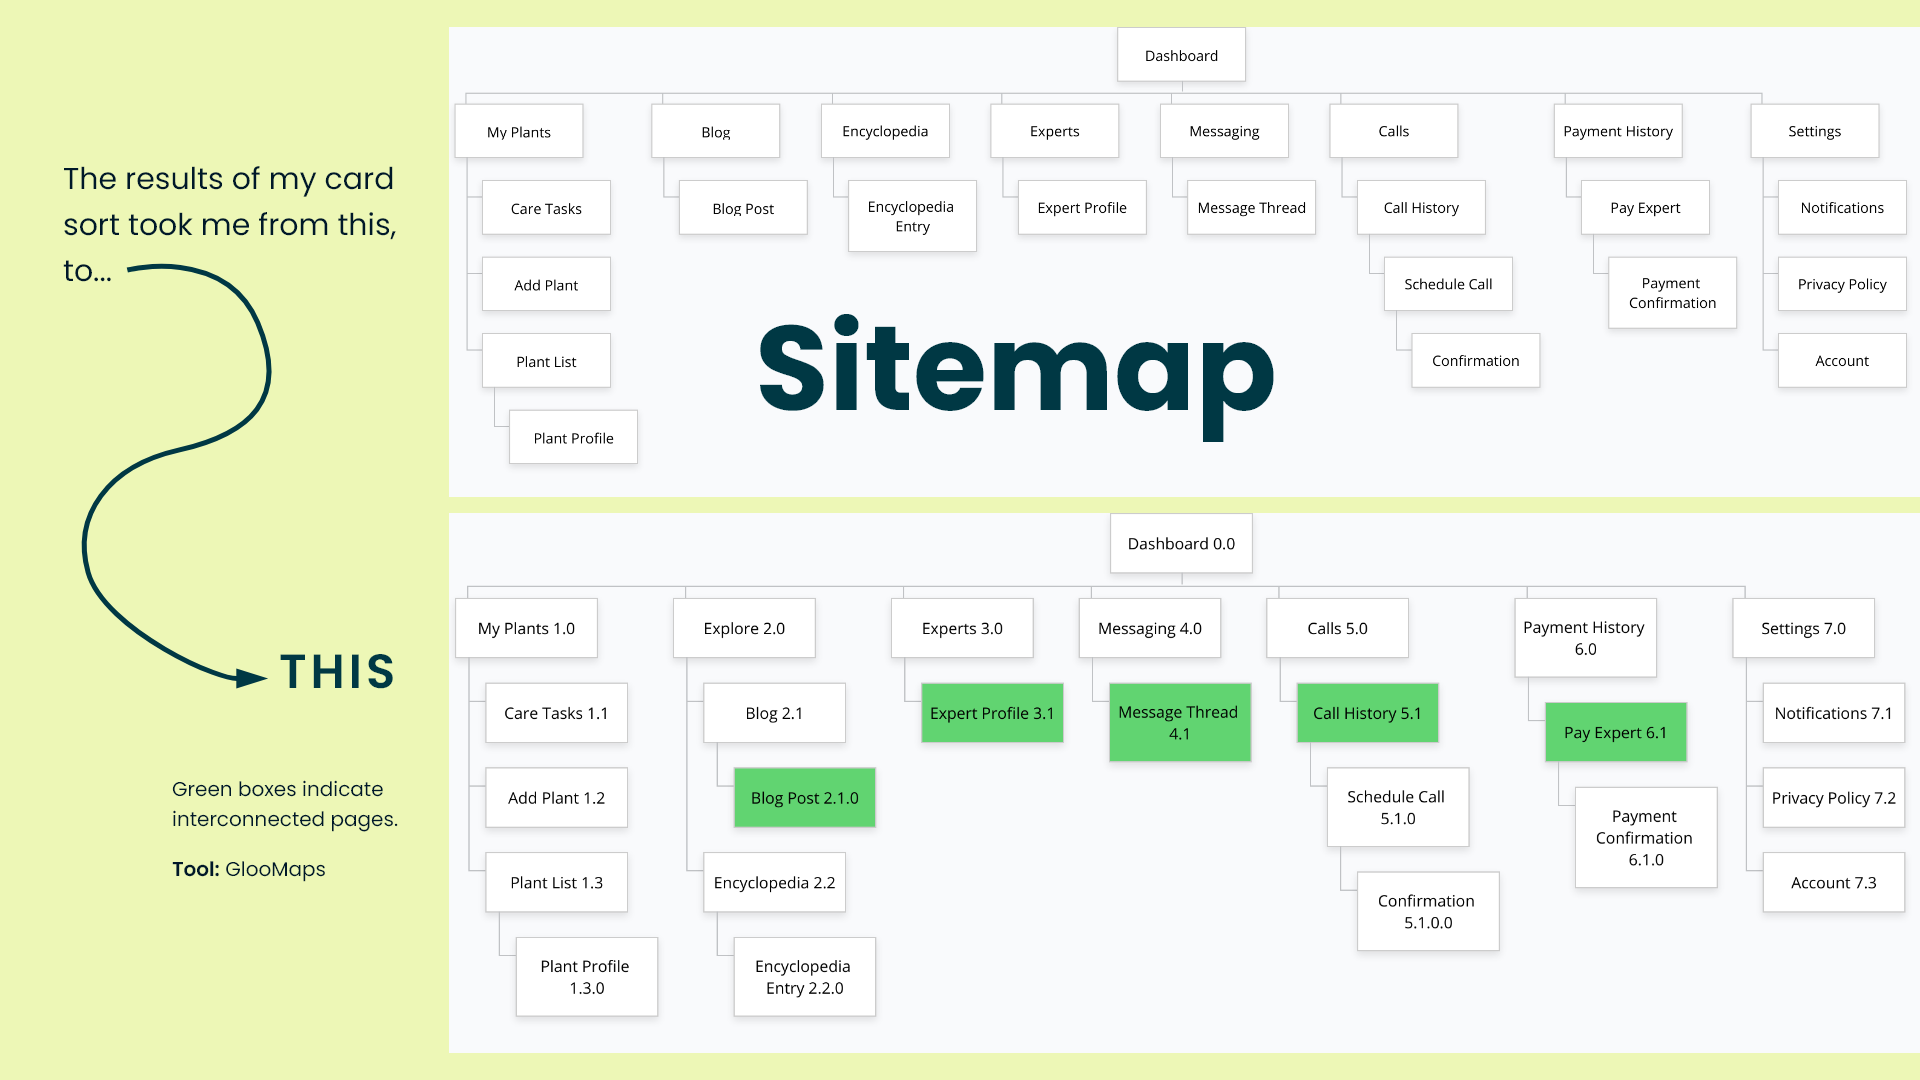 The results of my card
sort took me from this,
to...
THIS
Green boxes indicate
interconnected pages.
Tool: GlooMaps
Dashboard
My Plants
Blog
Encyclopedia
Experts
Messaging
Calls
Payment History
Settings
Care Tasks
Blog Post
Encyclopedia
Entry
Expert Profile
Message Thread
Call History
Pay Expert
Notifications
Add Plant
Schedule Call
Payment
Confirmation
Privacy Policy
Plant List
Confirmation
Account
Plant Profile
Sitemap
Dashboard 0.0
My Plants 1.0
Explore 2.0
Experts 3.0
Messaging 4.0
Calls 5.0
Payment History
6.0
Settings 7.0
Care Tasks 1.1
Blog 2.1
Expert Profile 3.1
Message Thread
4.1
Call History 5.1
Pay Expert 6.1
Notifications 7.1
Add Plant 1.2
Blog Post 2.1.0
Schedule Call
5.1.0
Payment
Confirmation
6.1.0
Privacy Policy 7.2
Plant List 1.3
Encyclopedia 2.2
Confirmation
5.1.0.0
Account 7.3
Plant Profile
1.3.0
Encyclopedia
Entry 2.2.0